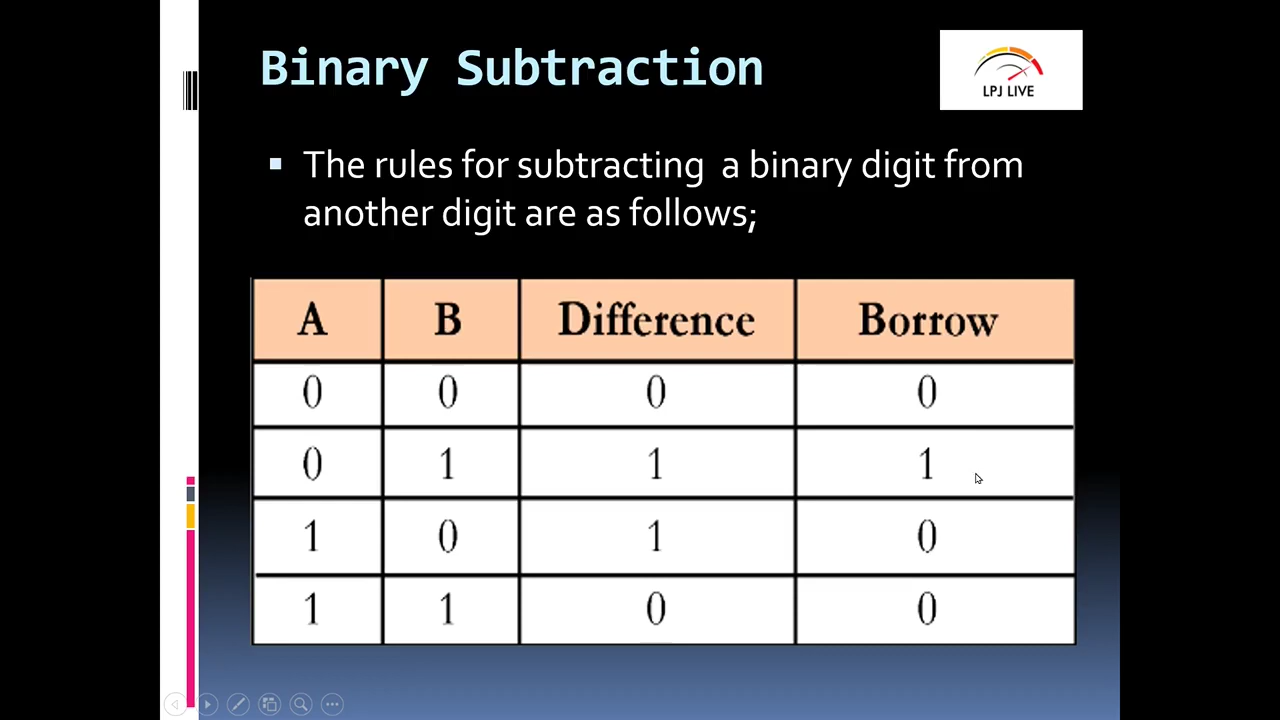 Binary Subtraction
LPJ LIVE
The rules for subtracting a binary digit from
another digit are as follows;
A B Difference Borrow
0 0 0 0
0 1 1 1
1 0 1 0
1 1 0 0